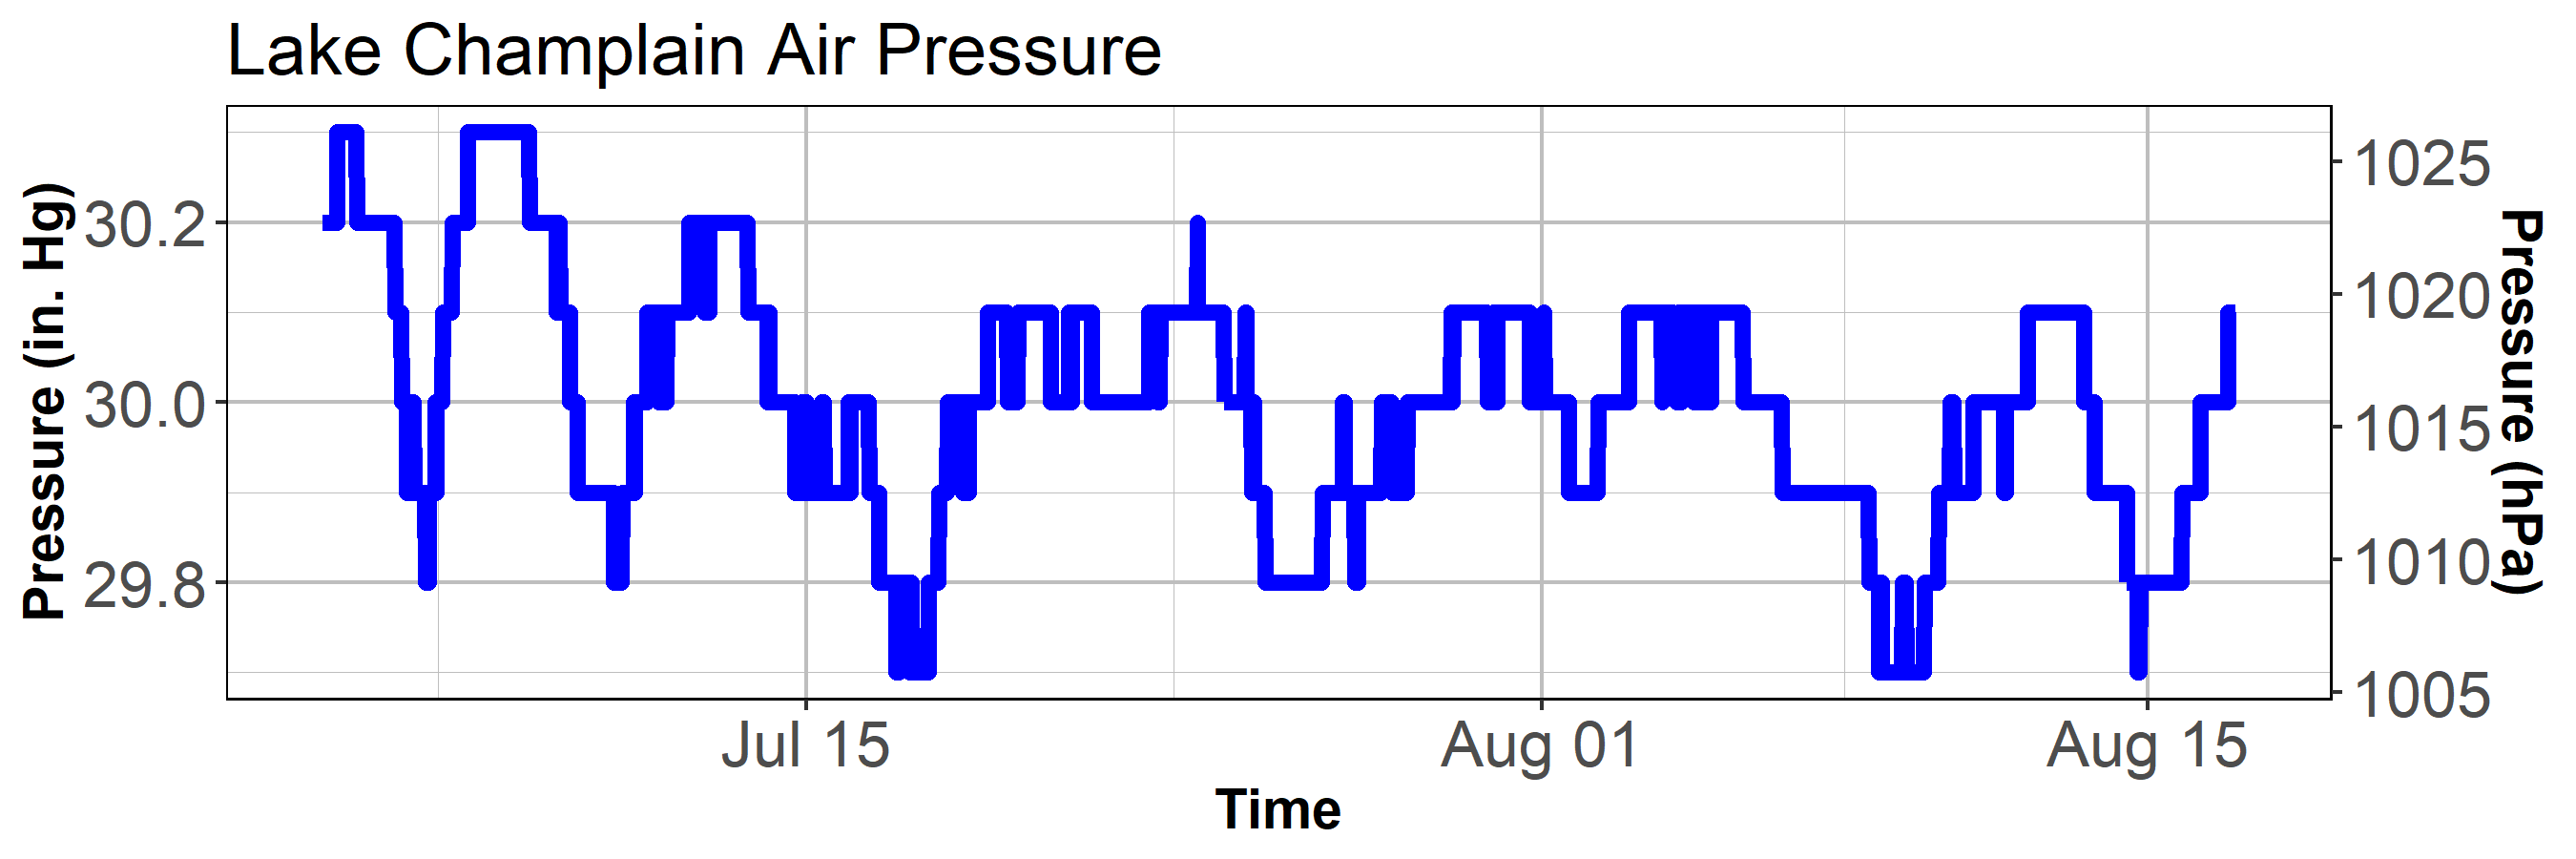 Lake Champlain Air Pressure
Pressure (in. Hg)
30.2
30.0
29.8
1025
1020
1015
1010
1005
Pressure (hPa)
Jul 15
Aug 01
Aug 15
Time